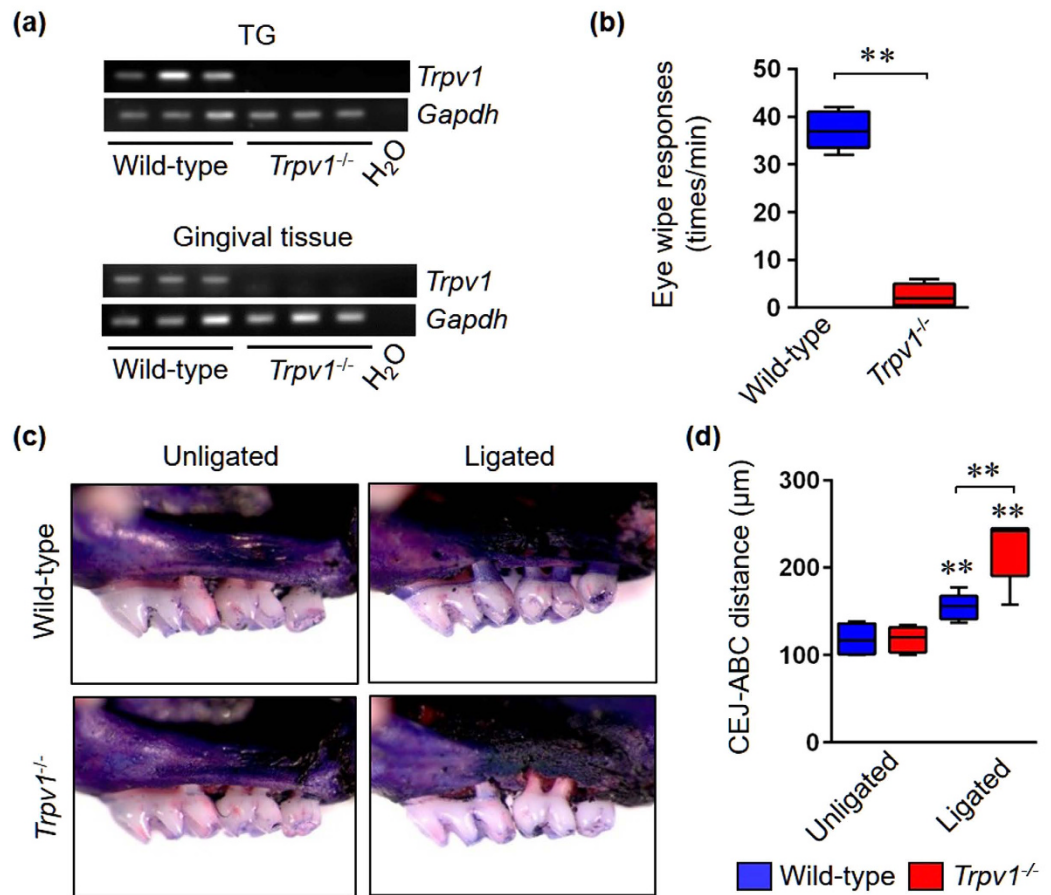 (a)
TG
Trpv1
Gapdh
Wild-type Trpv1-/- H2O
Gingival tissue
Trpv1
Gapdh
Wild-type Trpv1-/- H2O
(b)
Eye wipe responses
(times/min)
50
40
30
20
10
0
**
Wild-type
Trpv1-/-
(c)
Unligated Ligated
Wild-type
Trpv1-/-
(d)
CEJ-ABC distance (μm)
300
200
100
0
**
**
**
Unligated
Ligated
Wild-type Trpv1-/-